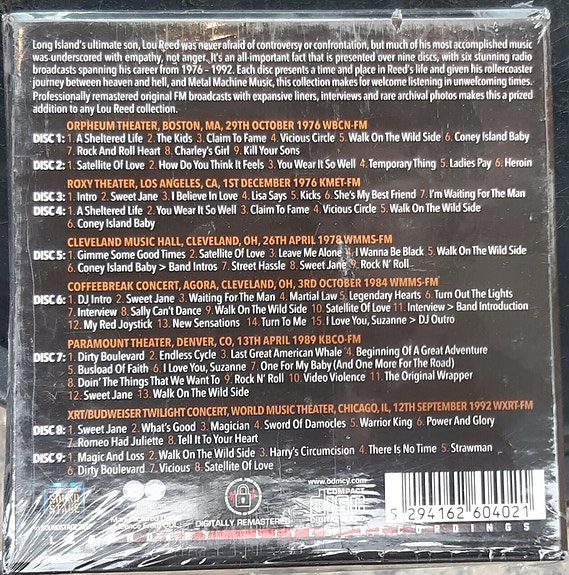 Long Island's ultimate son, Lou Reed was never afraid of controversy or confrontation, but much of his most accomplished music
was underscored with empathy, not anger. It's an all-important fact that is presented over nine discs, with six stunning radio
broadcasts spanning his career from 1976 - 1992. Each disc presents a time and place in Reed's life and given his rollercoaster
journey between heaven and hell, and Metal Machine Music, this collection makes for welcome listening in unwelcoming times.
Professionally remastered original FM broadcasts with expansive liners, interviews and rare archival photos makes this a prized
addition to any Lou Reed collection.
ORPHEUM THEATER, BOSTON, MA, 29TH OCTOBER 1976 WBCN-FM
DISC 1: 1. A Sheltered Life 2. The Kids 3. Claim To Fame 4. Vicious Circle 5. Walk On The Wild Side 6. Coney Island Baby
7. Rock And Roll Heart 8. Charley's Girl 9. Kill Your Sons
DISC 2: 1. Satellite Of Love 2. How Do You Think It Feels 3. You Wear It So Well 4. Temporary Thing 5. Ladies Pay 6. Heroin
ROXY THEATER, LOS ANGELES, CA, 1ST DECEMBER 1976 KMET-FM
DISC 3: 1. Intro 2. Sweet Jane 3. I Believe In Love 4. Lisa Says 5. Kicks 6. She's My Best Friend 7. I'm Waiting For The Man
DISC 4: 1. A Sheltered Life 2. You Wear It So Well 3. Claim To Fame 4. Vicious Circle 5. Walk On The Wild Side
6. Coney Island Baby
CLEVELAND MUSIC HALL, CLEVELAND, OH, 26TH APRIL 1978 WMMS-FM
DISC 5: 1. Gimme Some Good Times 2. Satellite Of Love 3. Leave Me Alone 4. I Wanna Be Black 5. Walk On The Wild Side
6. Coney Island Baby > Band Intros 7. Street Hassle 8. Sweet Jane 9. Rock N' Roll
COFFEEBREAK CONCERT, AGORA, CLEVELAND, OH, 3RD OCTOBER 1984 WMMS-FM
DISC 6: 1. DJ Intro 2. Sweet Jane 3. Waiting For The Man 4. Martial Law 5. Legendary Hearts 6. Turn Out The Lights
7. Interview 8. Sally Can't Dance 9. Walk On The Wild Side 10. Satellite Of Love 11. Interview > Band Introduction
12. My Red Joystick 13. New Sensations 14. Turn To Me 15. I Love You, Suzanne > DJ Outro
PARAMOUNT THEATER, DENVER, CO, 13TH APRIL 1989 KBCO-FM
DISC 7: 1. Dirty Boulevard 2. Endless Cycle 3. Last Great American Whale 4. Beginning Of A Great Adventure
5. Busload Of Faith 6. I Love You, Suzanne 7. One For My Baby (And One More For The Road)
8. Doin' The Things That We Want To 9. Rock N' Roll 10. Video Violence 11. The Original Wrapper
12. Sweet Jane 13. Walk On The Wild Side
XRT/BUDWEISER TWILIGHT CONCERT, WORLD MUSIC THEATER, CHICAGO, IL, 12TH SEPTEMBER 1992 WXRT-FM
DISC 8: 1. Sweet Jane 2. What's Good 3. Magician 4. Sword Of Damocles 5. Warrior King 6. Power And Glory
7. Romeo Had Juliette 8. Tell It To Your Heart
DISC 9: 1. Magic And Loss 2. Walk On The Wild Side 3. Harry's Circumcision 4. There Is No Time 5. Strawman
6. Dirty Boulevard 7. Vicious 8. Satellite Of Love
SOUND STAGE
DIGITALLY REMASTERED
www.odmcy.com
COMPACT
5 294162 604021
RECORDINGS